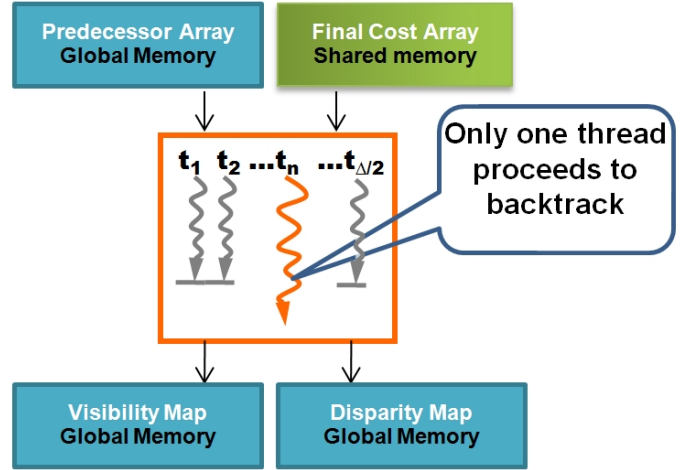 Predecessor Array
Global Memory
Final Cost Array
Shared memory
t1 t2 ...tn ...tΔ/2
Only one thread
proceeds to
backtrack
Visibility Map
Global Memory
Disparity Map
Global Memory